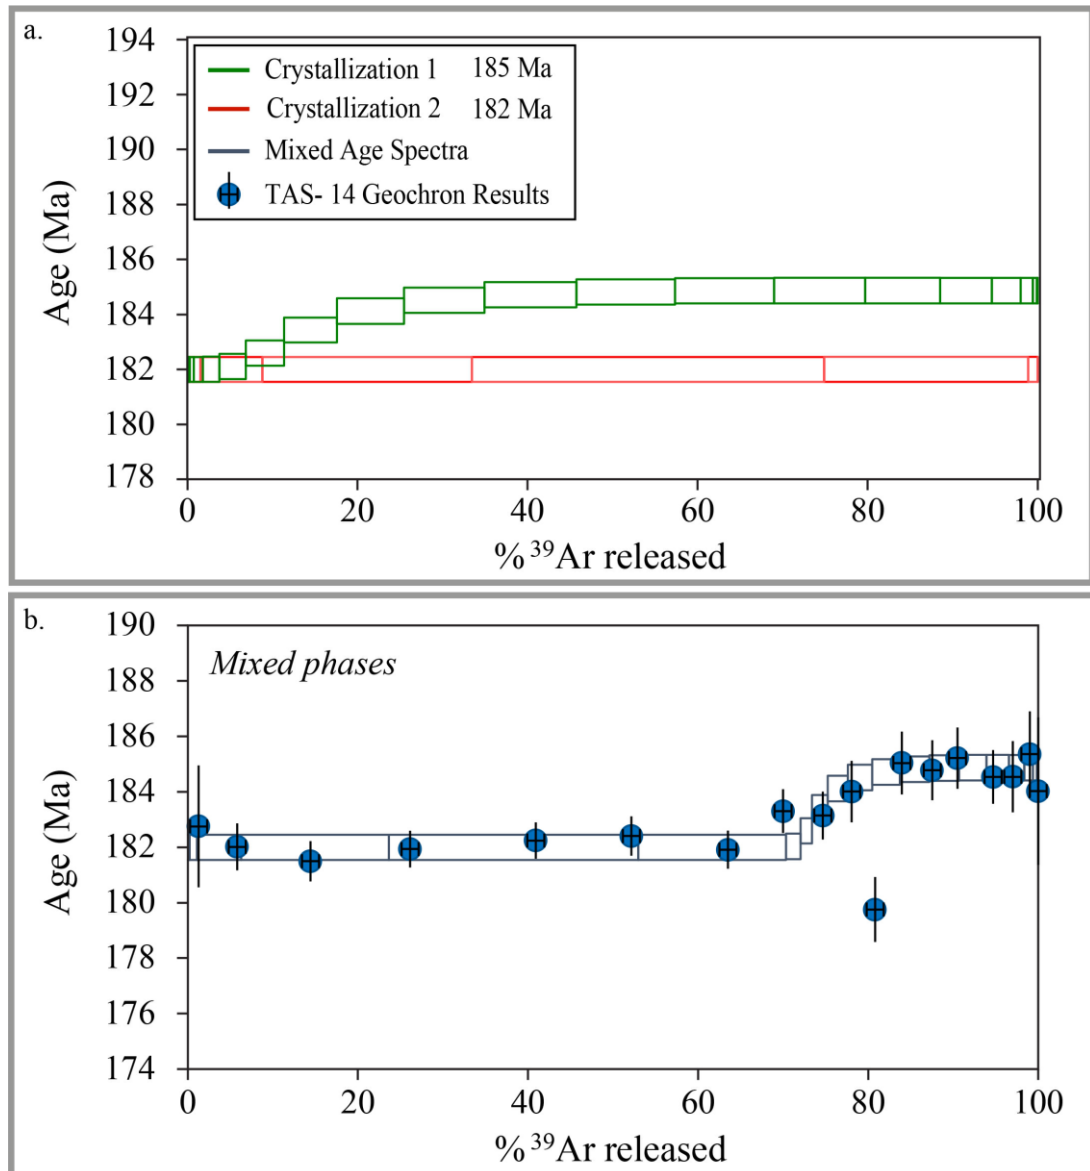 a.
194
192
190
188
186
184
182
180
178
Age (Ma)
Crystallization 1 185 Ma
Crystallization 2 182 Ma
Mixed Age Spectra
TAS- 14 Geochron Results
0 20 40 60 80 100
% ³⁹Ar released
b.
190
188
186
184
182
180
178
176
174
Age (Ma)
Mixed phases
0 20 40 60 80 100
% ³⁹Ar released